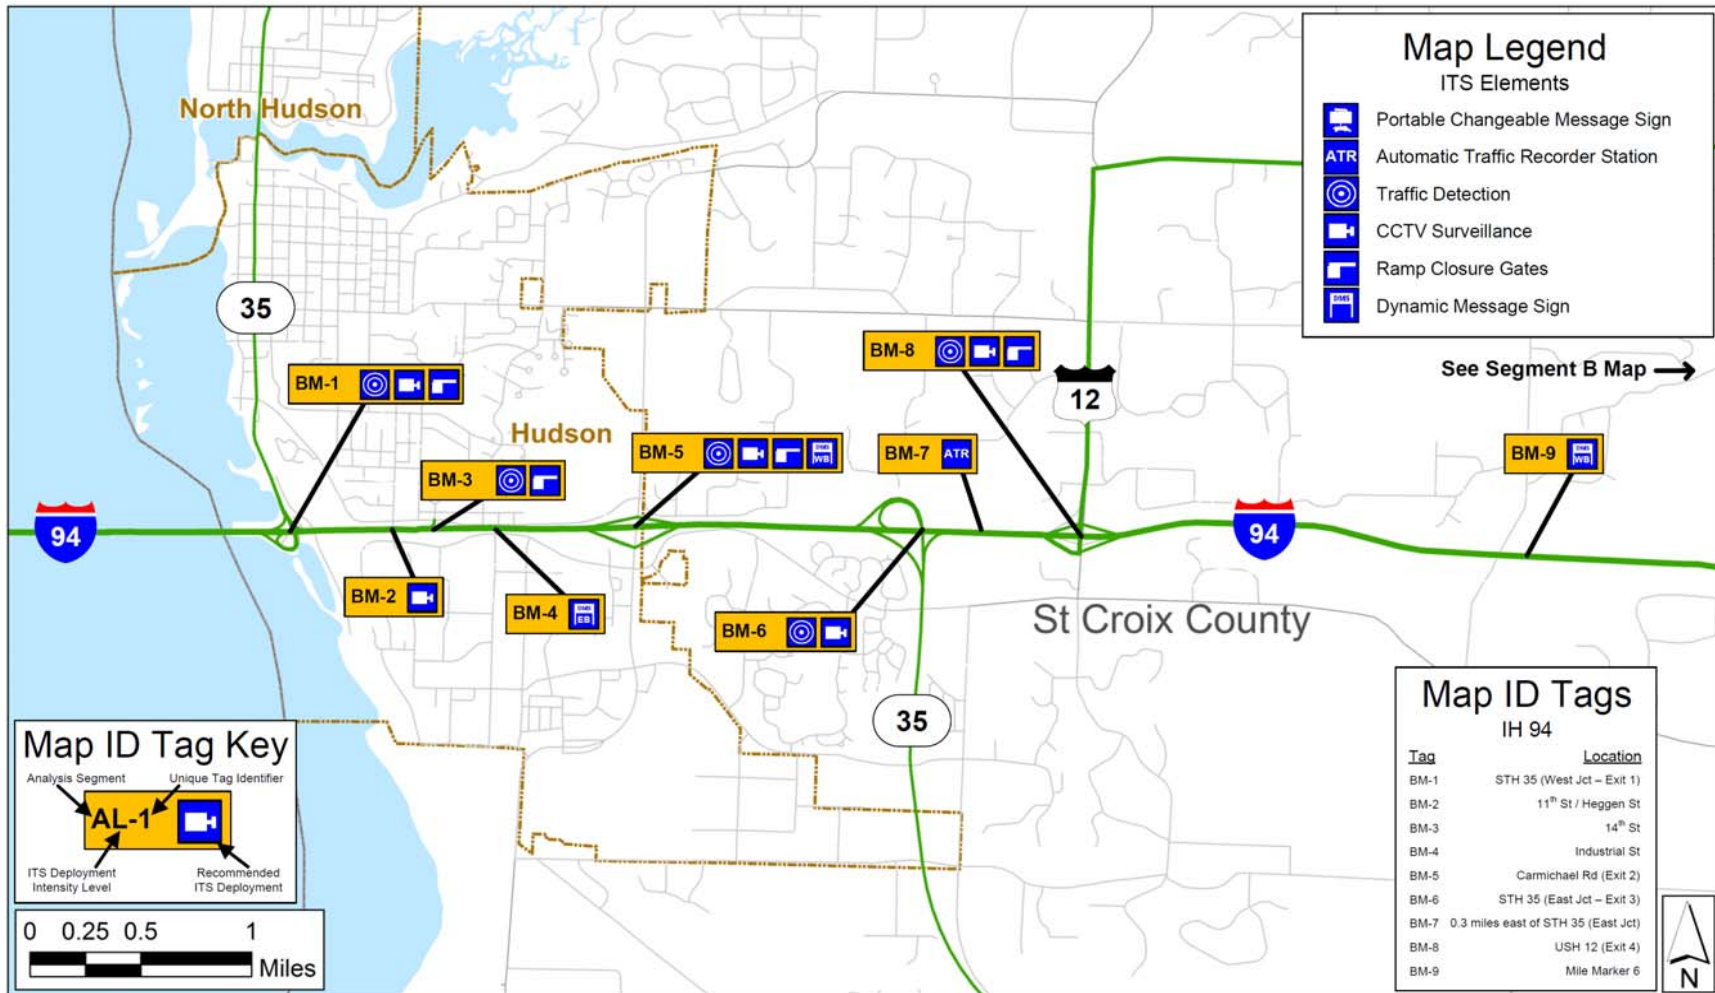 Map Legend
ITS Elements
Portable Changeable Message Sign
ATR Automatic Traffic Recorder Station
Traffic Detection
CCTV Surveillance
Ramp Closure Gates
DMS Dynamic Message Sign
North Hudson
35
BM-8
See Segment B Map
12
BM-1
Hudson
BM-5 DMS WB
BM-7 ATR
BM-9 DMS WB
BM-3
94
94
BM-2
BM-4 DMS EB
BM-6
St Croix County
35
Map ID Tag Key
Analysis Segment Unique Tag Identifier
AL-1
ITS Deployment Intensity Level
Recommended ITS Deployment
0 0.25 0.5 1
Miles
Map ID Tags
IH 94
Tag Location
BM-1 STH 35 (West Jct – Exit 1)
BM-2 11th St / Heggen St
BM-3 14th St
BM-4 Industrial St
BM-5 Carmichael Rd (Exit 2)
BM-6 STH 35 (East Jct – Exit 3)
BM-7 0.3 miles east of STH 35 (East Jct)
BM-8 USH 12 (Exit 4)
BM-9 Mile Marker 6
N